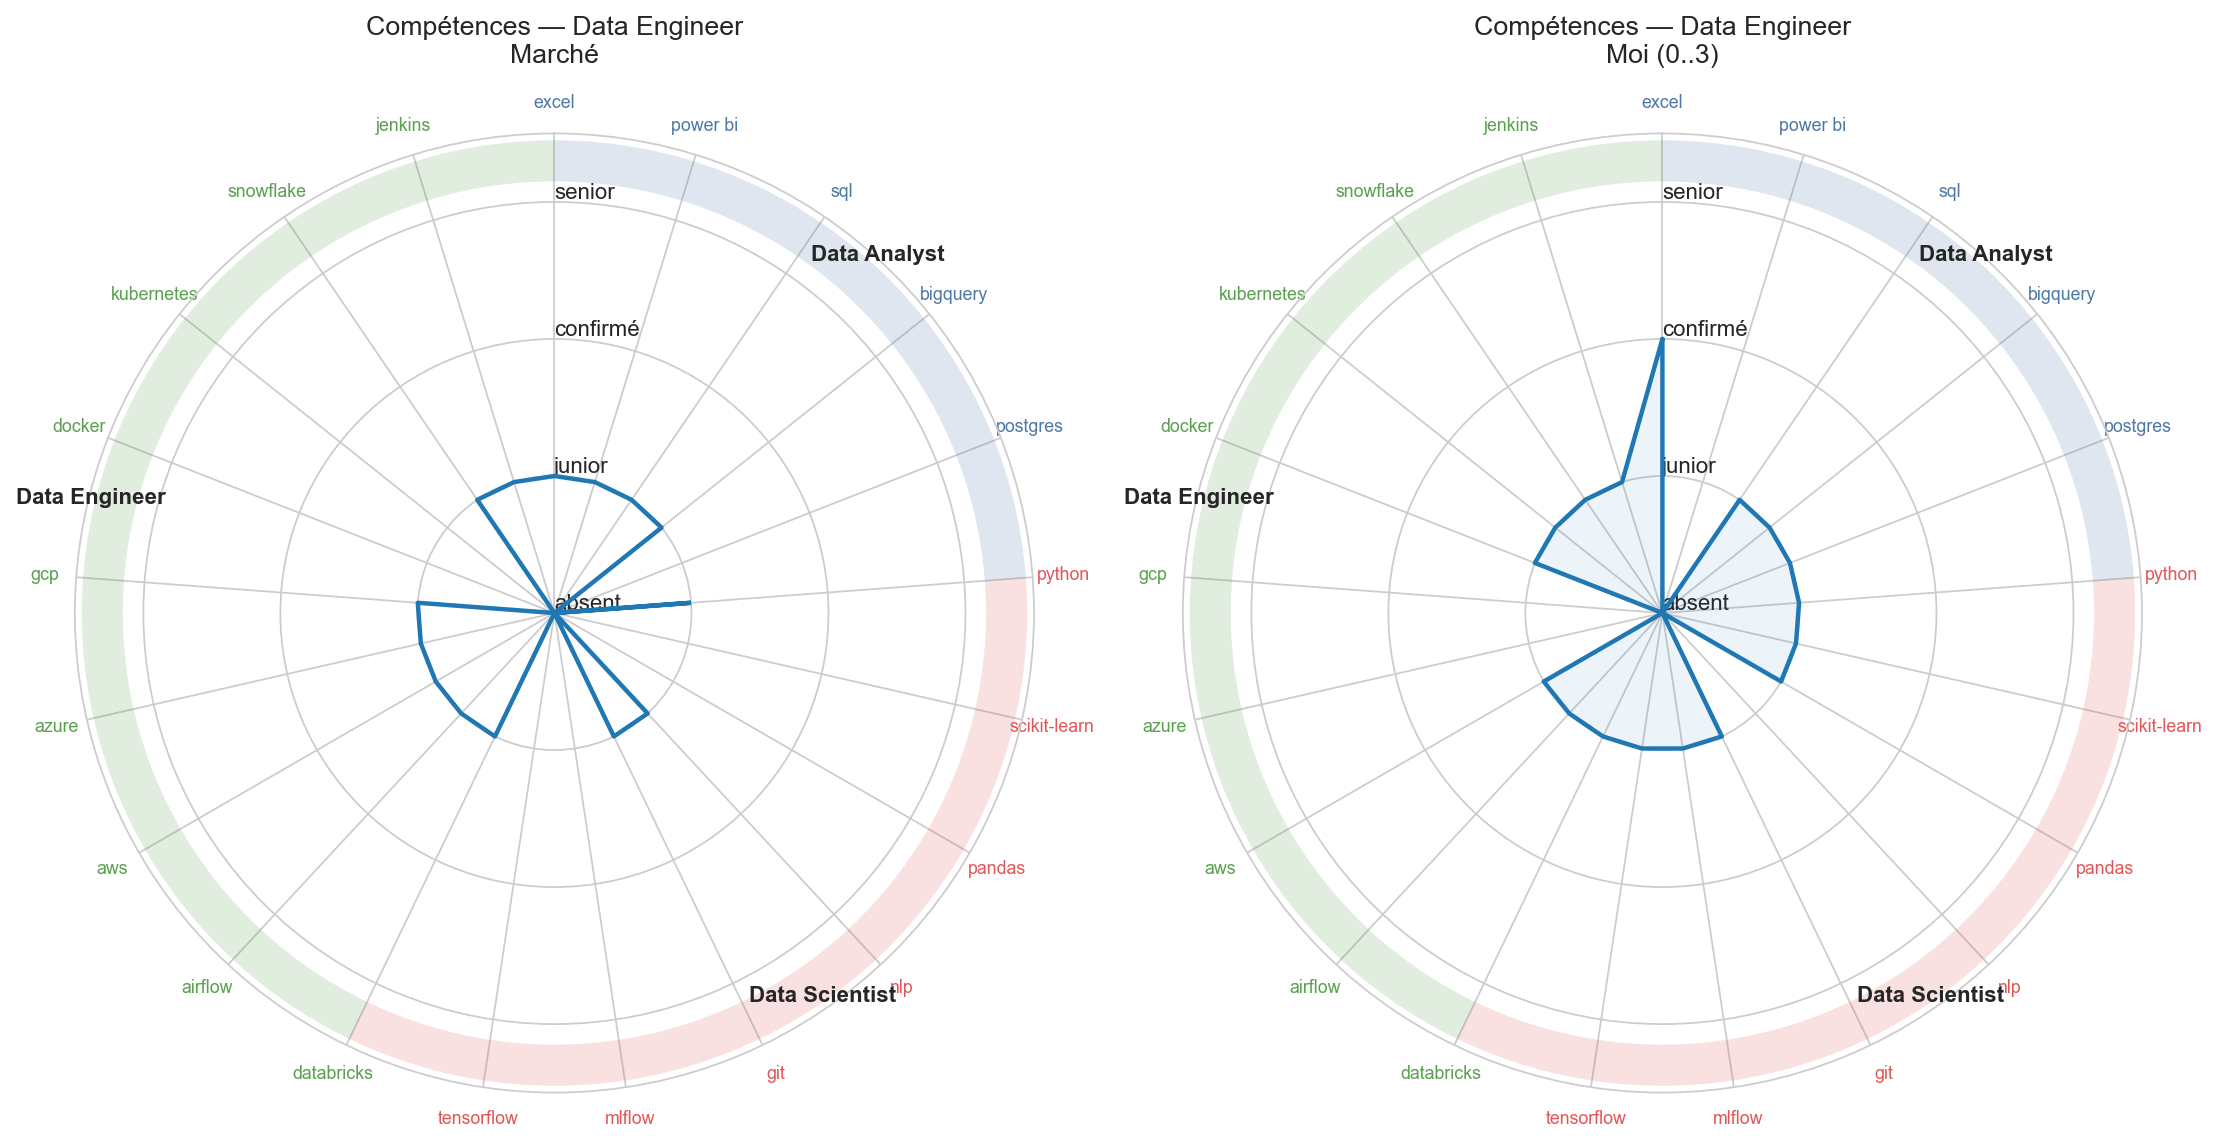 Compétences — Data Engineer
Marché
excel
power bi
jenkins
sql
snowflake
senior
Data Analyst
bigquery
kubernetes
confirmé
postgres
docker
junior
Data Engineer
python
gcp
absent
scikit-learn
azure
pandas
aws
nlp
Data Scientist
airflow
git
databricks
mlflow
tensorflow
Compétences — Data Engineer
Moi (0..3)
excel
power bi
jenkins
sql
snowflake
senior
Data Analyst
bigquery
kubernetes
confirmé
postgres
docker
junior
Data Engineer
python
gcp
absent
scikit-learn
azure
pandas
aws
nlp
Data Scientist
airflow
git
databricks
mlflow
tensorflow